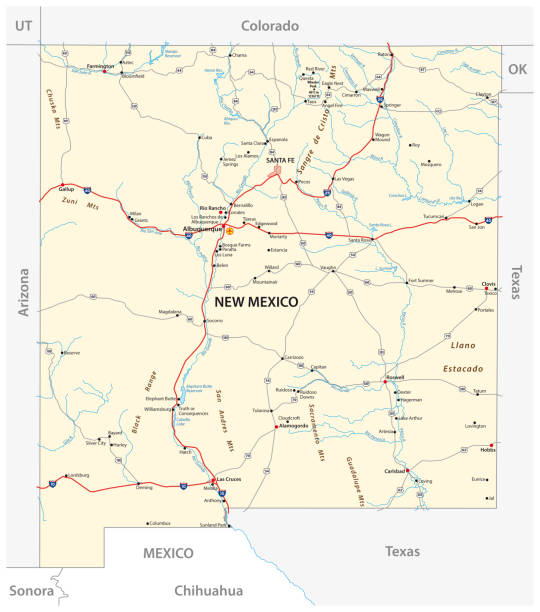 UT
Colorado
OK
Farmington
Aztec
Bloomfield
Chama
Raton
Red River
Questa
Eagle Nest
Cimarron
Maxwell
Taos
Angel Fire
Springer
Clayton
Chuska Mts
Sangre de Cristo Mts
Cuba
Santa Clara
Espanola
Los Alamos
Jemez
Springs
Wagon
Mound
Roy
Mosquero
SANTA FE
Pecos
Las Vegas
Gallup
Zuni Mts
Milan
Grants
Bernalillo
Rio Rancho
Corrales
Los Ranchos de
Albuquerque
Albuquerque
Tijeras
Edgewood
Moriarty
Santa Rosa
Tucumcari
Logan
San Jon
Bosque Farms
Peralta
Los Lunas
Estancia
Belen
Willard
Mountainair
Vaughn
Fort Sumner
Melrose
Clovis
Texico
Portales
Arizona
Texas
NEW MEXICO
Magdalena
Socorro
Reserve
Carrizozo
Capitan
Llano
Estacado
Roswell
Ruidoso
Ruidoso
Downs
Dexter
Hagerman
Tatum
Elephant Butte
Reservoir
Elephant Butte
Williamsburg
Truth or
Consequences
Caballo
Lake
Black Range
San Andres Mts
Tularosa
Cloudcroft
Alamogordo
Sacramento Mts
Lake Arthur
Artesia
Lovington
Hobbs
Bayard
Silver City
Hurley
Hatch
Guadalupe Mts
Carlsbad
Loving
Eunice
Jal
Lordsburg
Deming
Las Cruces
Mesilla
Anthony
Columbus
Sunland Park
MEXICO
Texas
Sonora
Chihuahua